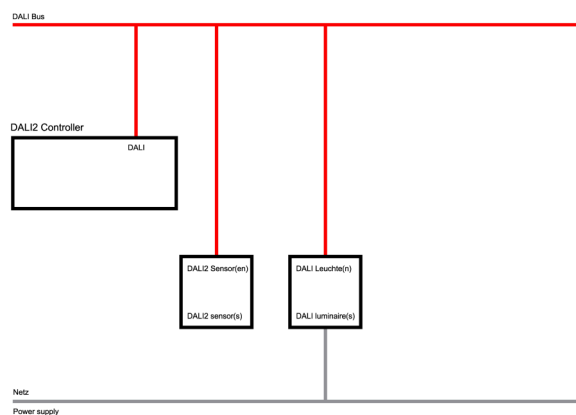 DALI Bus
DALI2 Controller
DALI
DALI2 Sensor(en)
DALI2 sensor(s)
DALI Leuchte(n)
DALI luminaire(s)
Netz
Power supply